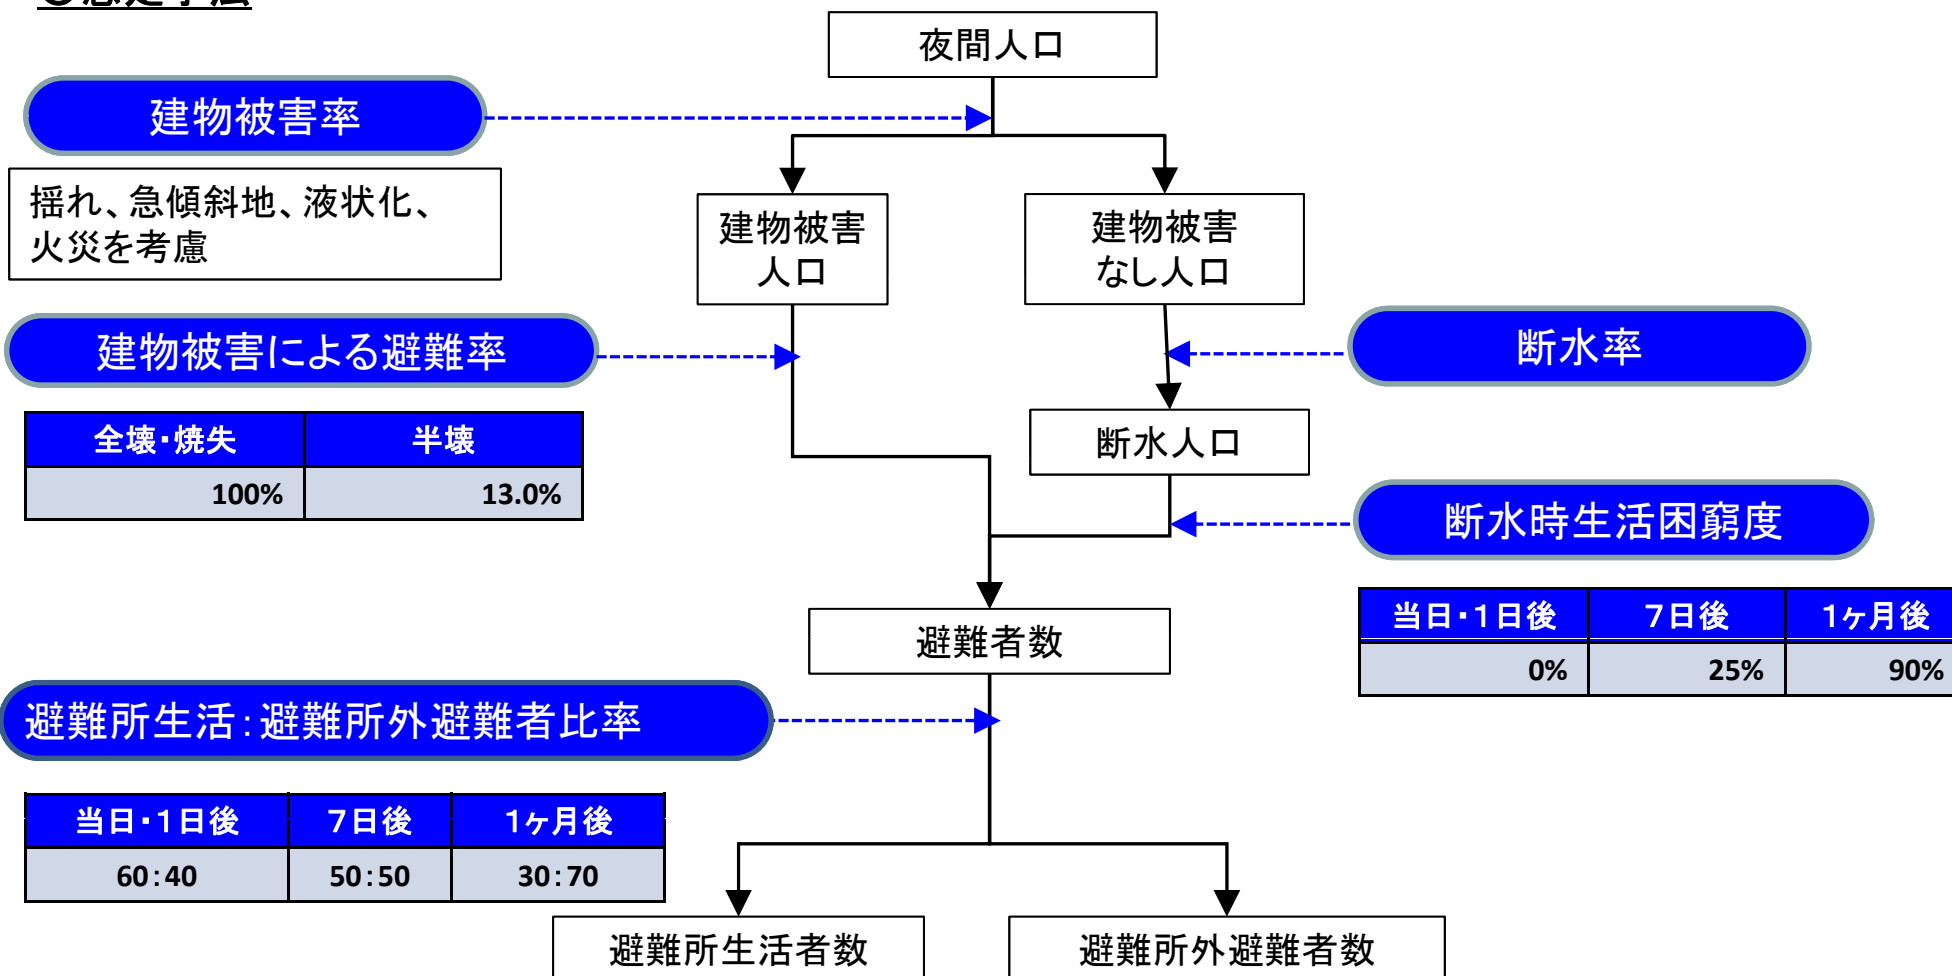 夜間人口
建物被害率
揺れ、急傾斜地、液状化、
火災を考慮
建物被害
人口
建物被害
なし人口
建物被害による避難率
断水率
全壊・焼失 半壊
100% 13.0%
断水人口
断水時生活困窮度
当日・1日後 7日後 1ヶ月後
0% 25% 90%
避難者数
避難所生活:避難所外避難者比率
当日・1日後 7日後 1ヶ月後
60:40 50:50 30:70
避難所生活者数
避難所外避難者数